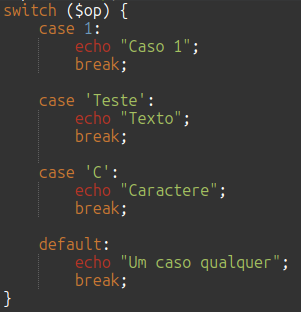 switch ($op) {
    case 1:
        echo "Caso 1";
        break;

    case 'Teste':
        echo "Texto";
        break;

    case 'C':
        echo "Caractere";
        break;

    default:
        echo "Um caso qualquer";
        break;
}